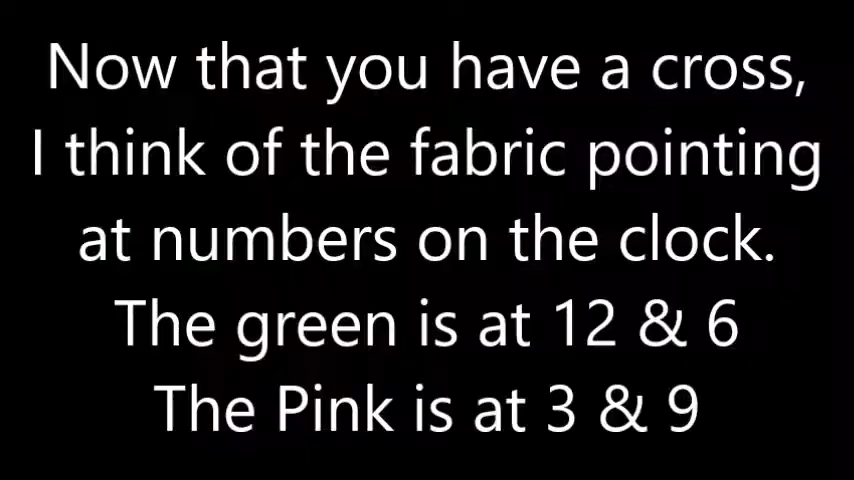 Now that you have a cross,
I think of the fabric pointing
at numbers on the clock.
The green is at 12 & 6
The Pink is at 3 & 9